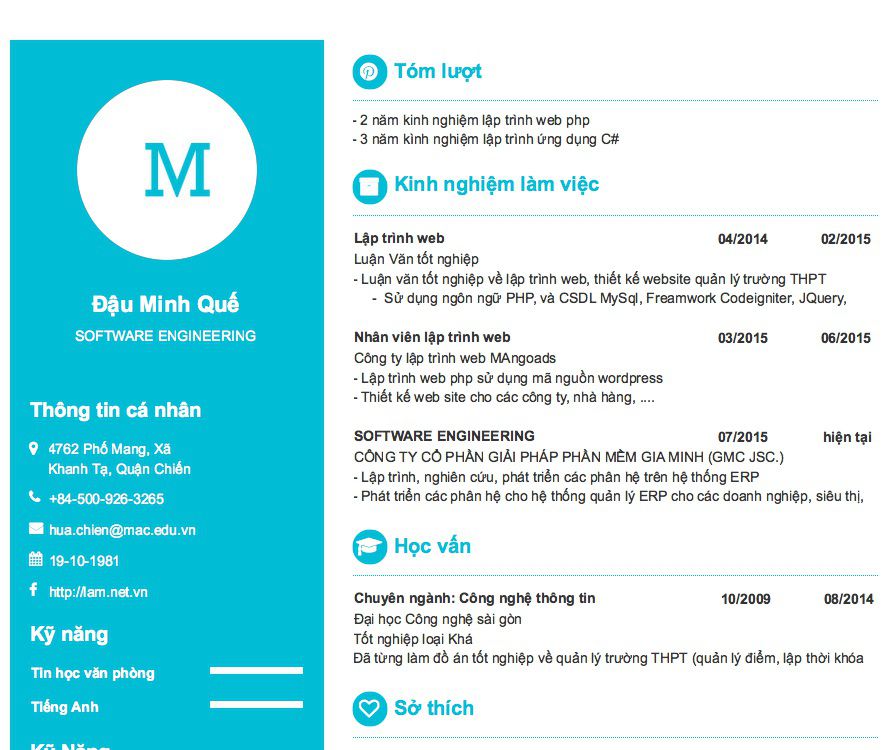 M
Đậu Minh Quế
SOFTWARE ENGINEERING
Thông tin cá nhân
4762 Phố Mang, Xã
Khanh Tạ, Quận Chiến
+84-500-926-3265
hua.chien@mac.edu.vn
19-10-1981
http://lam.net.vn
Kỹ năng
Tin học văn phòng
Tiếng Anh
Kỹ Năng
Tóm lượt
- 2 năm kinh nghiệm lập trình web php
- 3 năm kình nghiệm lập trình ứng dụng C#
Kinh nghiệm làm việc
Lập trình web 04/2014 02/2015
Luận Văn tốt nghiệp
- Luận văn tốt nghiệp về lập trình web, thiết kế website quản lý trường THPT
- Sử dụng ngôn ngữ PHP, và CSDL MySql, Freamwork Codeigniter, JQuery,
Nhân viên lập trình web 03/2015 06/2015
Công ty lập trình web MAngoads
- Lập trình web php sử dụng mã nguồn wordpress
- Thiết kế web site cho các công ty, nhà hàng, ....
SOFTWARE ENGINEERING 07/2015 hiện tại
CÔNG TY CỔ PHẦN GIẢI PHÁP PHẦN MỀM GIA MINH (GMC JSC.)
- Lập trình, nghiên cứu, phát triển các phân hệ trên hệ thống ERP
- Phát triển các phân hệ cho hệ thống quản lý ERP cho các doanh nghiệp, siêu thị,
Học vấn
Chuyên ngành: Công nghệ thông tin 10/2009 08/2014
Đại học Công nghệ sài gòn
Tốt nghiệp loại Khá
Đã từng làm đồ án tốt nghiệp về quản lý trường THPT (quản lý điểm, lập thời khóa
Sở thích